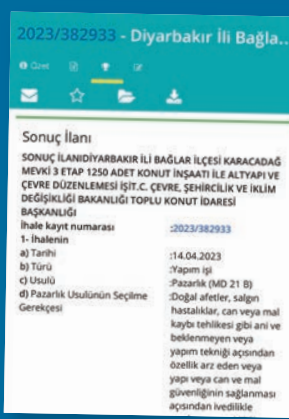 2023/382933 - Diyarbakır İli Bağla...
Özet
Sonuç İlanı
SONUÇ İLANIDİYARBAKIR İLİ BAĞLAR İLÇESİ KARACADAĞ
MEVKİ 3 ETAP 1250 ADET KONUT İNŞAATI İLE ALTYAPI VE
ÇEVRE DÜZENLEMESİ İŞİT.C. ÇEVRE, ŞEHİRCİLİK VE İKLİM
DEĞİŞİKLİĞİ BAKANLIĞI TOPLU KONUT İDARESİ
BAŞKANLIĞI
İhale kayıt numarası :2023/382933
1- İhalenin
a) Tarihi :14.04.2023
b) Türü :Yapım işi
c) Usulü :Pazarlık (MD 21 B)
d) Pazarlık Usulünün Seçilme :Doğal afetler, salgın
Gerekçesi hastalıklar, can veya mal
kaybı tehlikesi gibi ani ve
beklenmeyen veya
yapım tekniği açısından
özellik arz eden veya
yapı veya can ve mal
güvenliğinin sağlanması
açısından ivedilikle